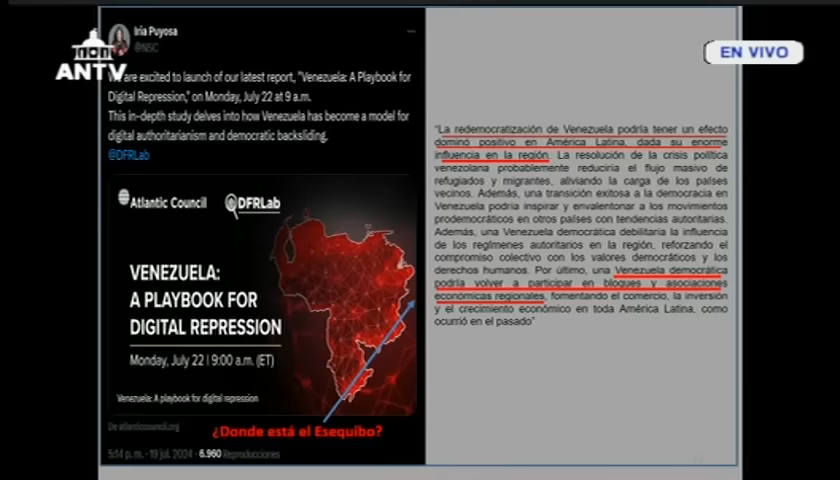 ANTV
EN VIVO
Iria Puyosa
@NSC
We are excited to launch of our latest report, "Venezuela: A Playbook for
Digital Repression," on Monday, July 22 at 9 a.m.
This in-depth study delves into how Venezuela has become a model for
digital authoritarianism and democratic backsliding.
@DFRLab
Atlantic Council
DFRLab
VENEZUELA:
A PLAYBOOK FOR
DIGITAL REPRESSION
Monday, July 22 | 9:00 a.m. (ET)
Venezuela: A playbook for digital repression
De atlanticcouncil.org
¿Donde está el Esequibo?
5:14 p. m. · 19 jul. 2024 · 6.960 Reproducciones
"La redemocratización de Venezuela podría tener un efecto
dominó positivo en América Latina, dada su enorme
influencia en la región. La resolución de la crisis política
venezolana probablemente reduciría el flujo masivo de
refugiados y migrantes, aliviando la carga de los países
vecinos. Además, una transición exitosa a la democracia en
Venezuela podría inspirar y envalentonar a los movimientos
prodemocráticos en otros países con tendencias autoritarias.
Además, una Venezuela democrática debilitaría la influencia
de los regímenes autoritarios en la región, reforzando el
compromiso colectivo con los valores democráticos y los
derechos humanos. Por último, una Venezuela democrática
podría volver a participar en bloques y asociaciones
económicas regionales, fomentando el comercio, la inversión
y el crecimiento económico en toda América Latina, como
ocurrió en el pasado"